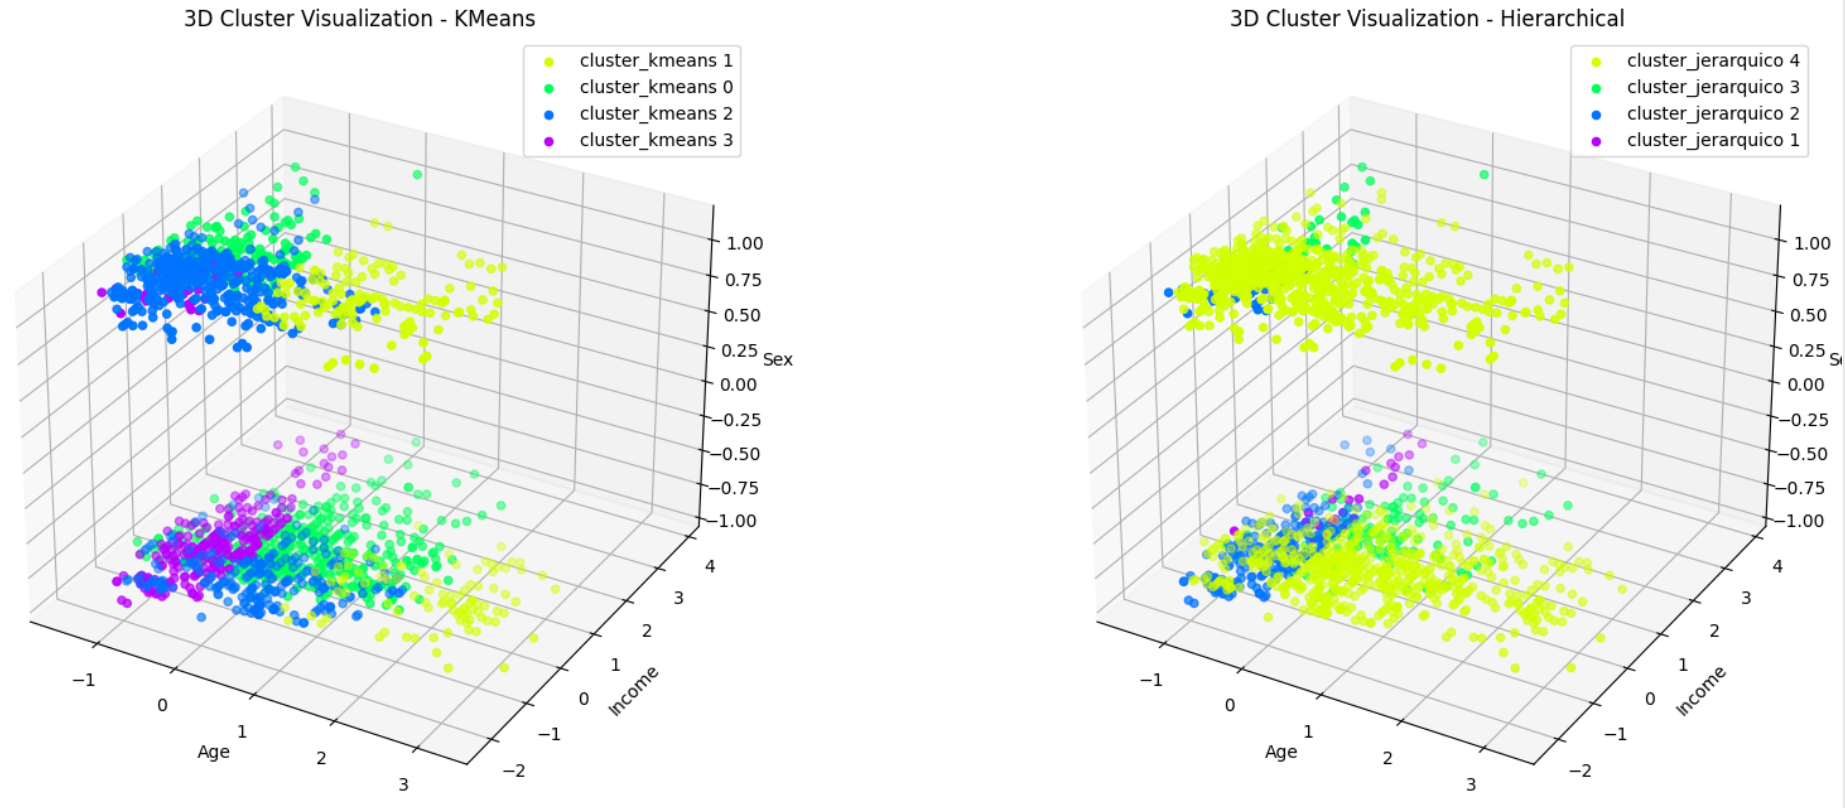 3D Cluster Visualization - KMeans
cluster_kmeans 1
cluster_kmeans 0
cluster_kmeans 2
cluster_kmeans 3
1.00
0.75
0.50
0.25
Sex
0.00
−0.25
−0.50
−0.75
−1.00
4
3
2
1
0
−1
−2
Income
−1
0
1
2
3
Age
3D Cluster Visualization - Hierarchical
cluster_jerarquico 4
cluster_jerarquico 3
cluster_jerarquico 2
cluster_jerarquico 1
1.00
0.75
0.50
0.25
0.00
−0.25
−0.50
−0.75
−1.00
4
3
2
1
0
−1
−2
Income
−1
0
1
2
3
Age